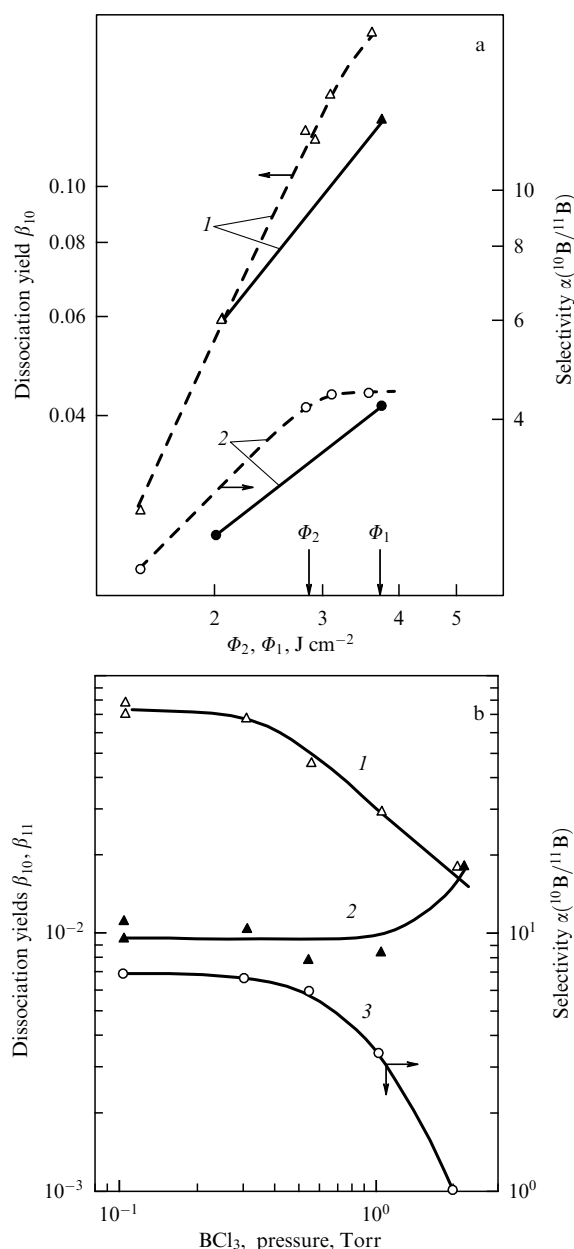 a
Dissociation yield β₁₀
0.10
0.08
0.06
0.04
1
2
10
8
6
4
Selectivity α(¹⁰B/¹¹B)
Φ₂
Φ₁
2
3
4
5
Φ₂, Φ₁, J cm⁻²
b
Dissociation yields β₁₀, β₁₁
10⁻²
10⁻³
1
2
3
10¹
10⁰
Selectivity α(¹⁰B/¹¹B)
10⁻¹
10⁰
BCl₃, pressure, Torr